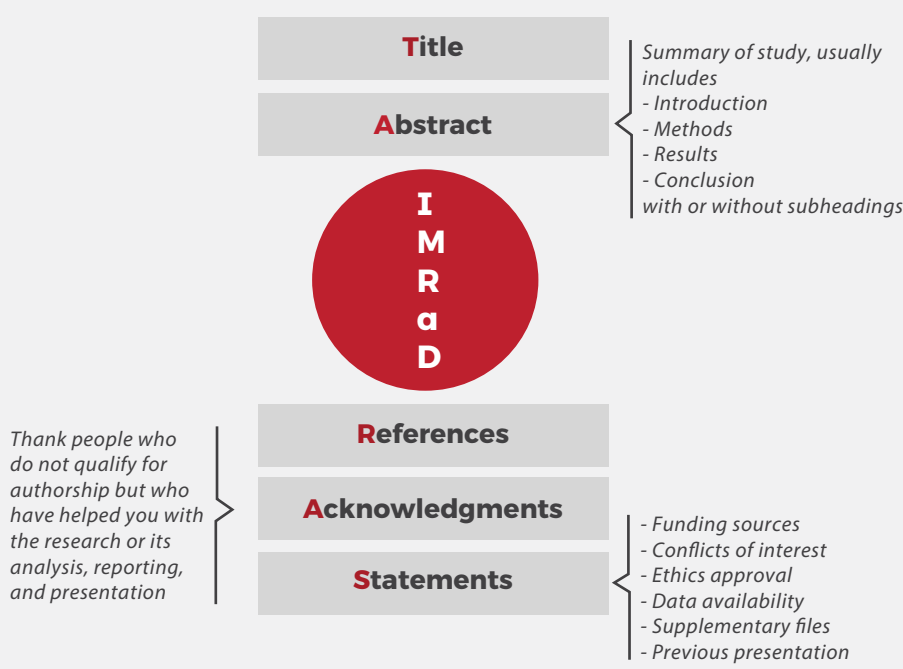 Title
Abstract
Summary of study, usually
includes
- Introduction
- Methods
- Results
- Conclusion
with or without subheadings
I
M
R
a
D
References
Acknowledgments
Statements
Thank people who
do not qualify for
authorship but who
have helped you with
the research or its
analysis, reporting,
and presentation
- Funding sources
- Conflicts of interest
- Ethics approval
- Data availability
- Supplementary files
- Previous presentation